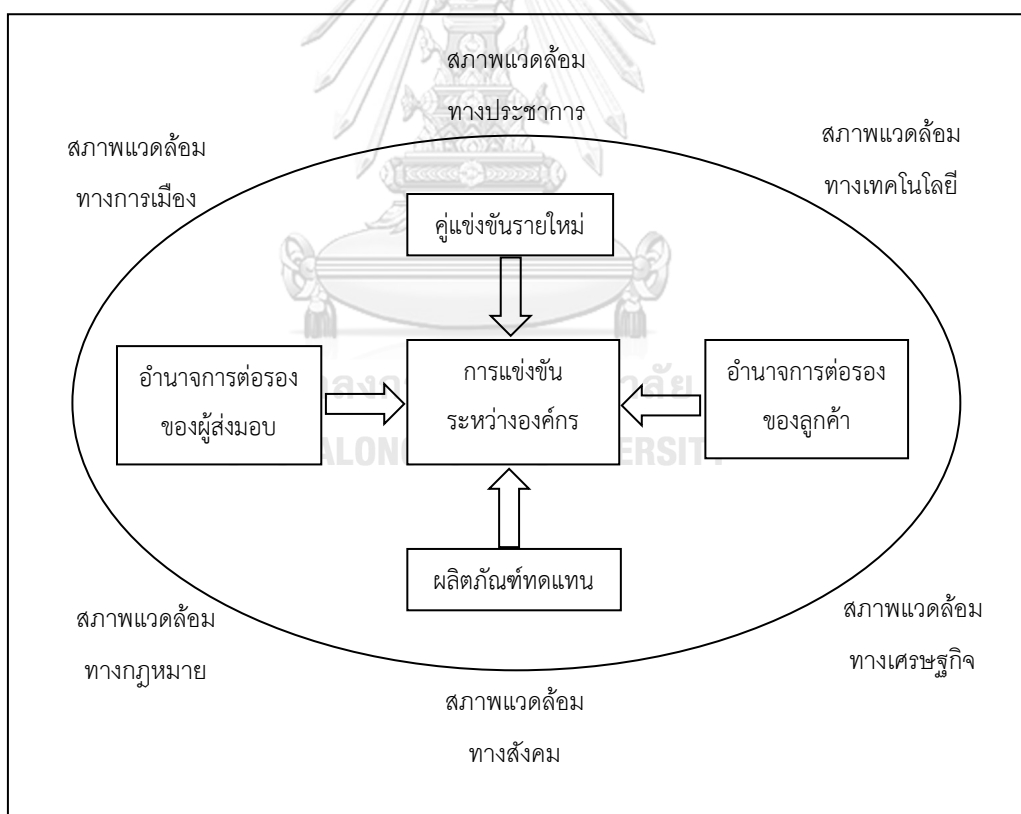 สภาพแวดล้อม
ทางประชาการ
สภาพแวดล้อม
ทางการเมือง
สภาพแวดล้อม
ทางเทคโนโลยี
คู่แข่งขันรายใหม่
อำนาจการต่อรอง
ของผู้ส่งมอบ
การแข่งขัน
ระหว่างองค์กร
อำนาจการต่อรอง
ของลูกค้า
ผลิตภัณฑ์ทดแทน
สภาพแวดล้อม
ทางกฎหมาย
สภาพแวดล้อม
ทางเศรษฐกิจ
สภาพแวดล้อม
ทางสังคม